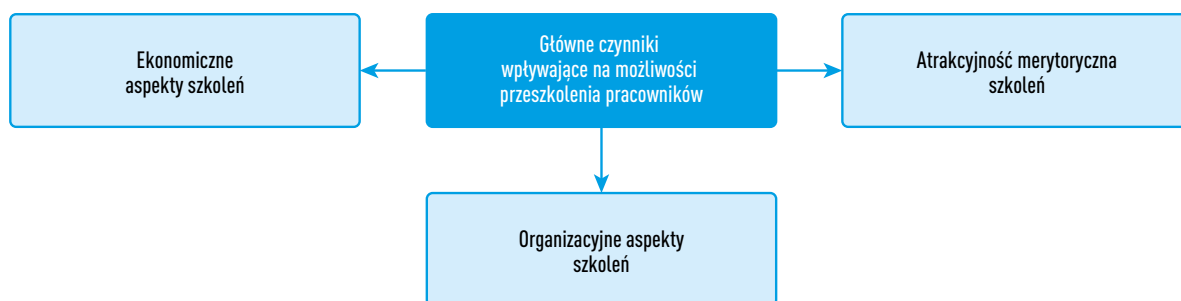 Ekonomiczne
aspekty szkoleń
Główne czynniki
wpływające na możliwości
przeszkolenia pracowników
Atrakcyjność merytoryczna
szkoleń
Organizacyjne aspekty
szkoleń